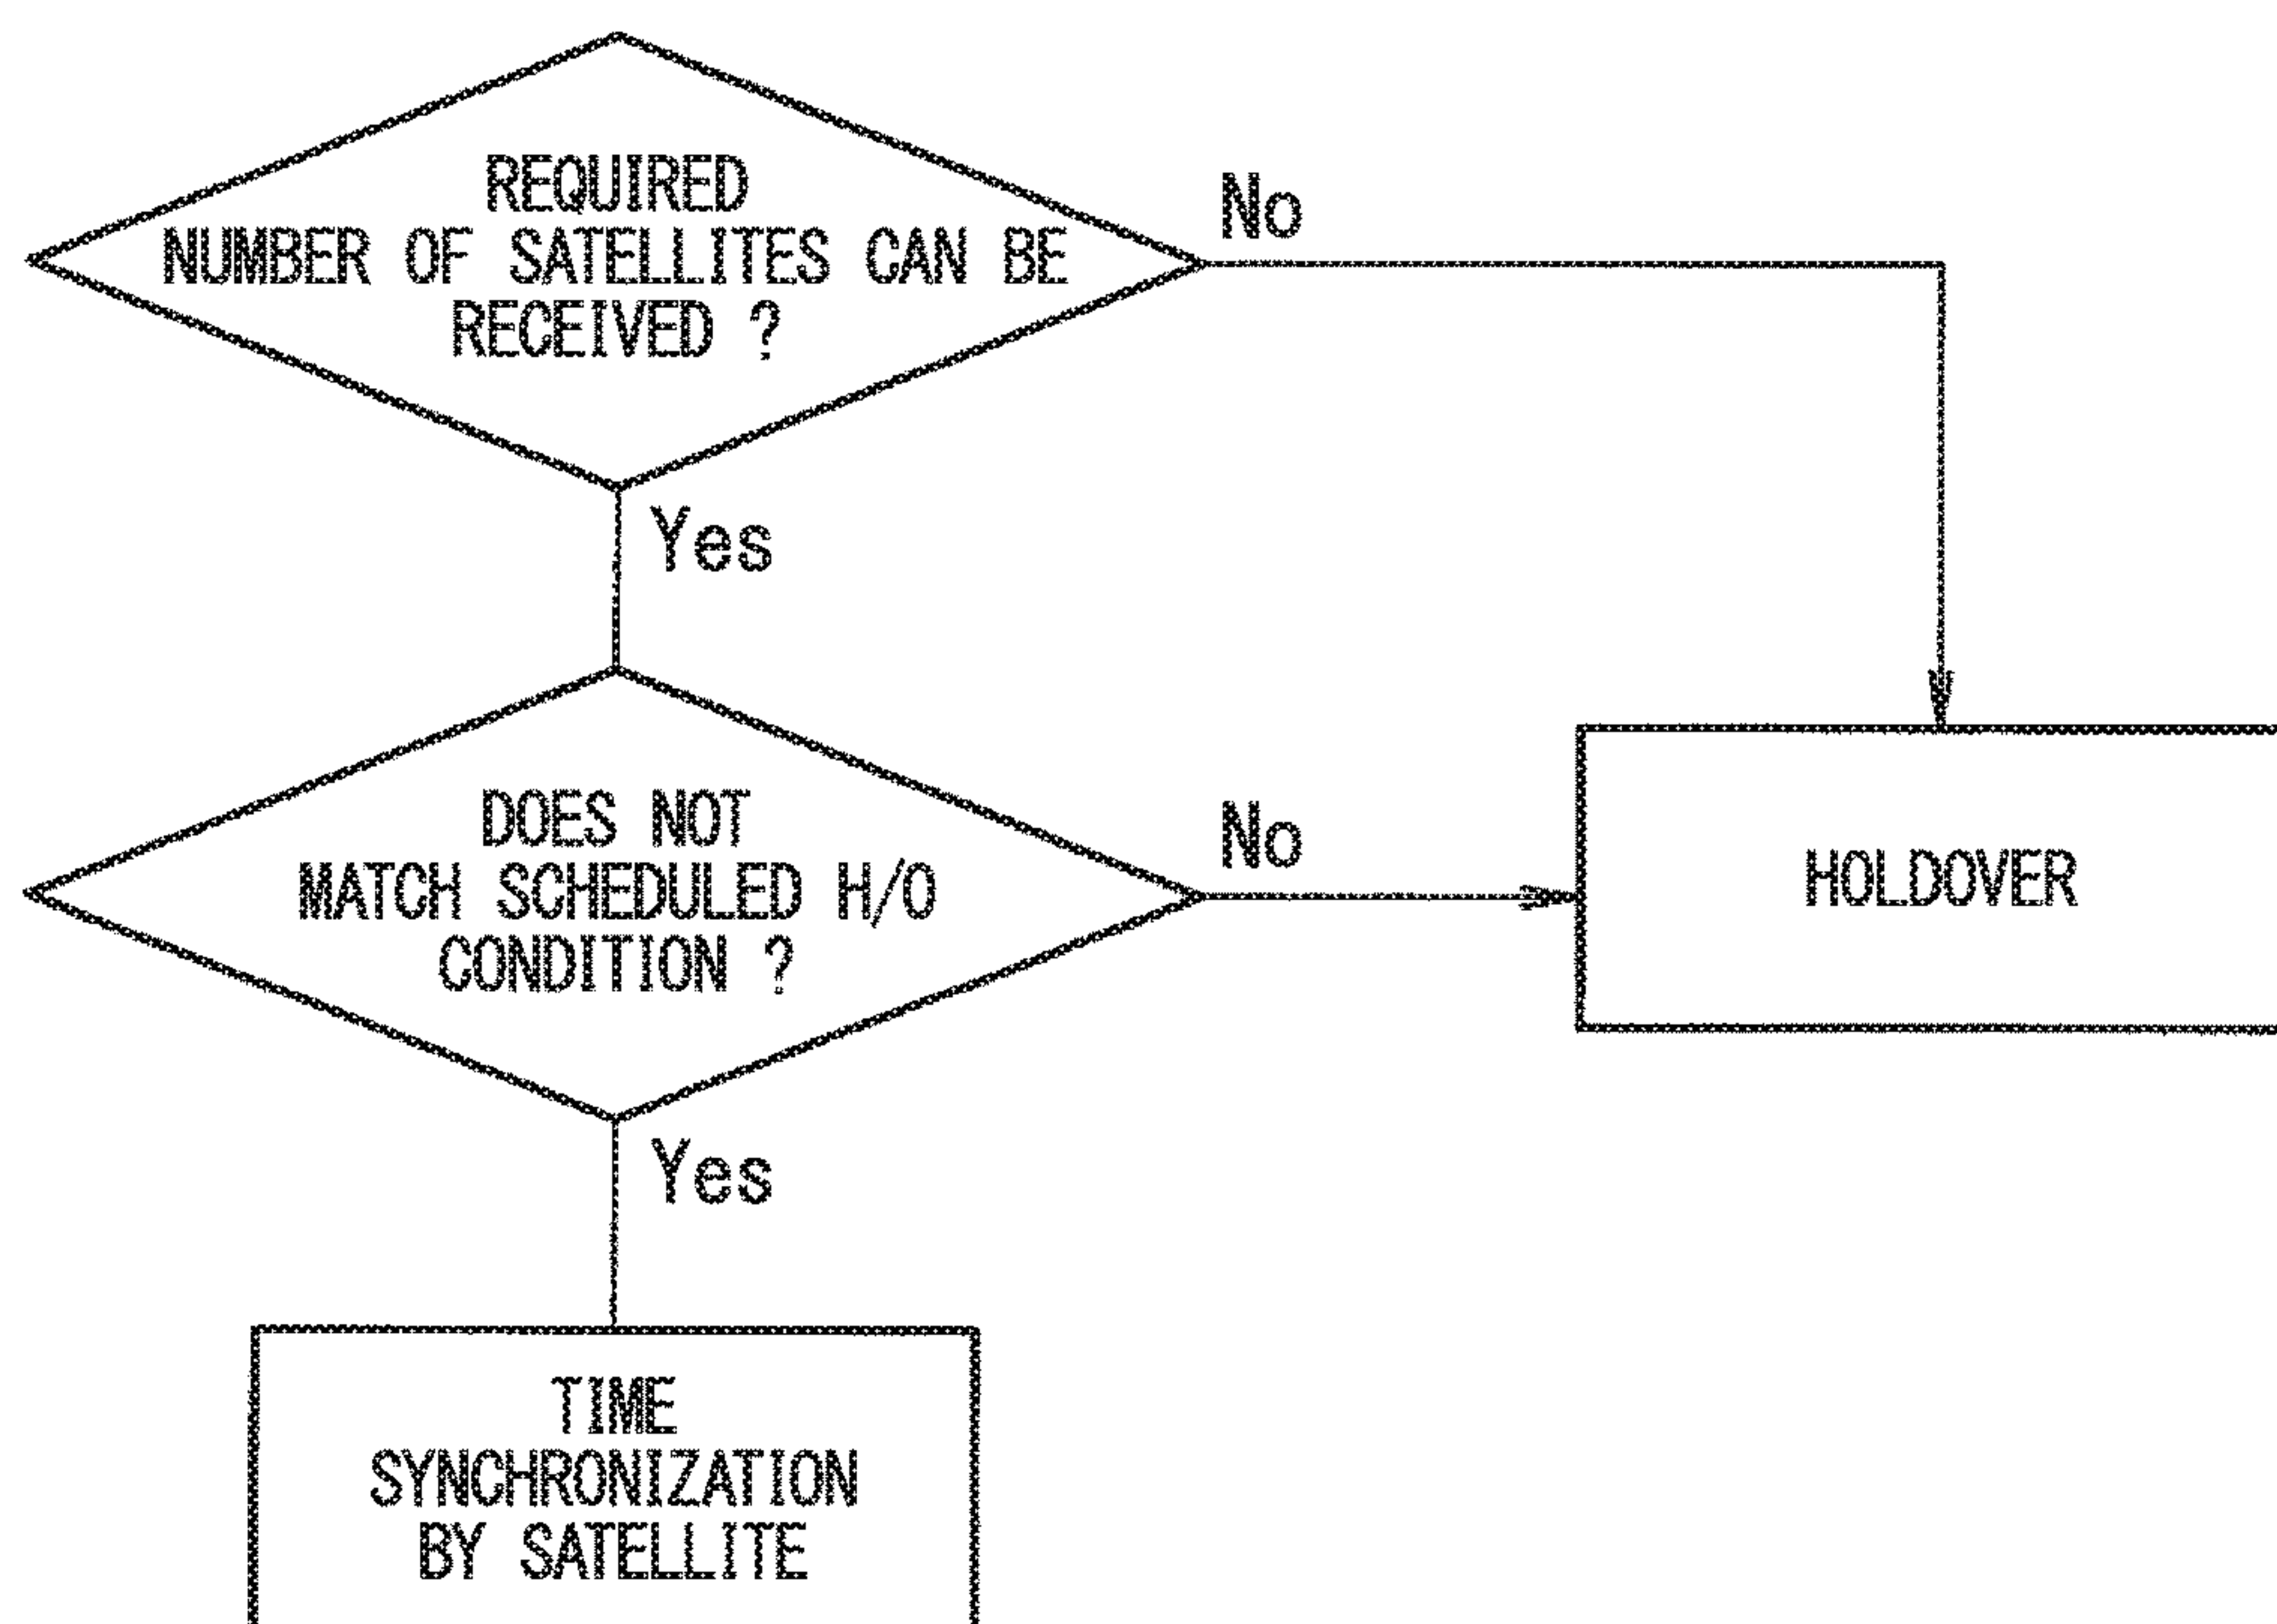 REQUIRED
NUMBER OF SATELLITES CAN BE
RECEIVED ?
No
Yes
DOES NOT
MATCH SCHEDULED H/O
CONDITION ?
No
HOLDOVER
Yes
TIME
SYNCHRONIZATION
BY SATELLITE